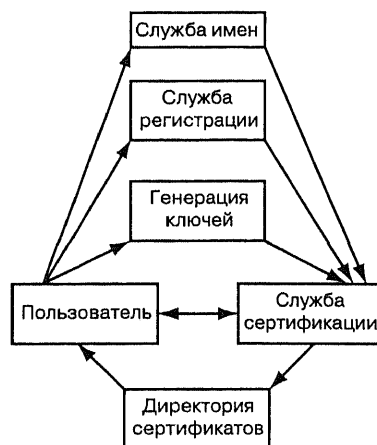 Служба имен
Служба
регистрации
Генерация
ключей
Пользователь
Служба
сертификации
Директория
сертификатов